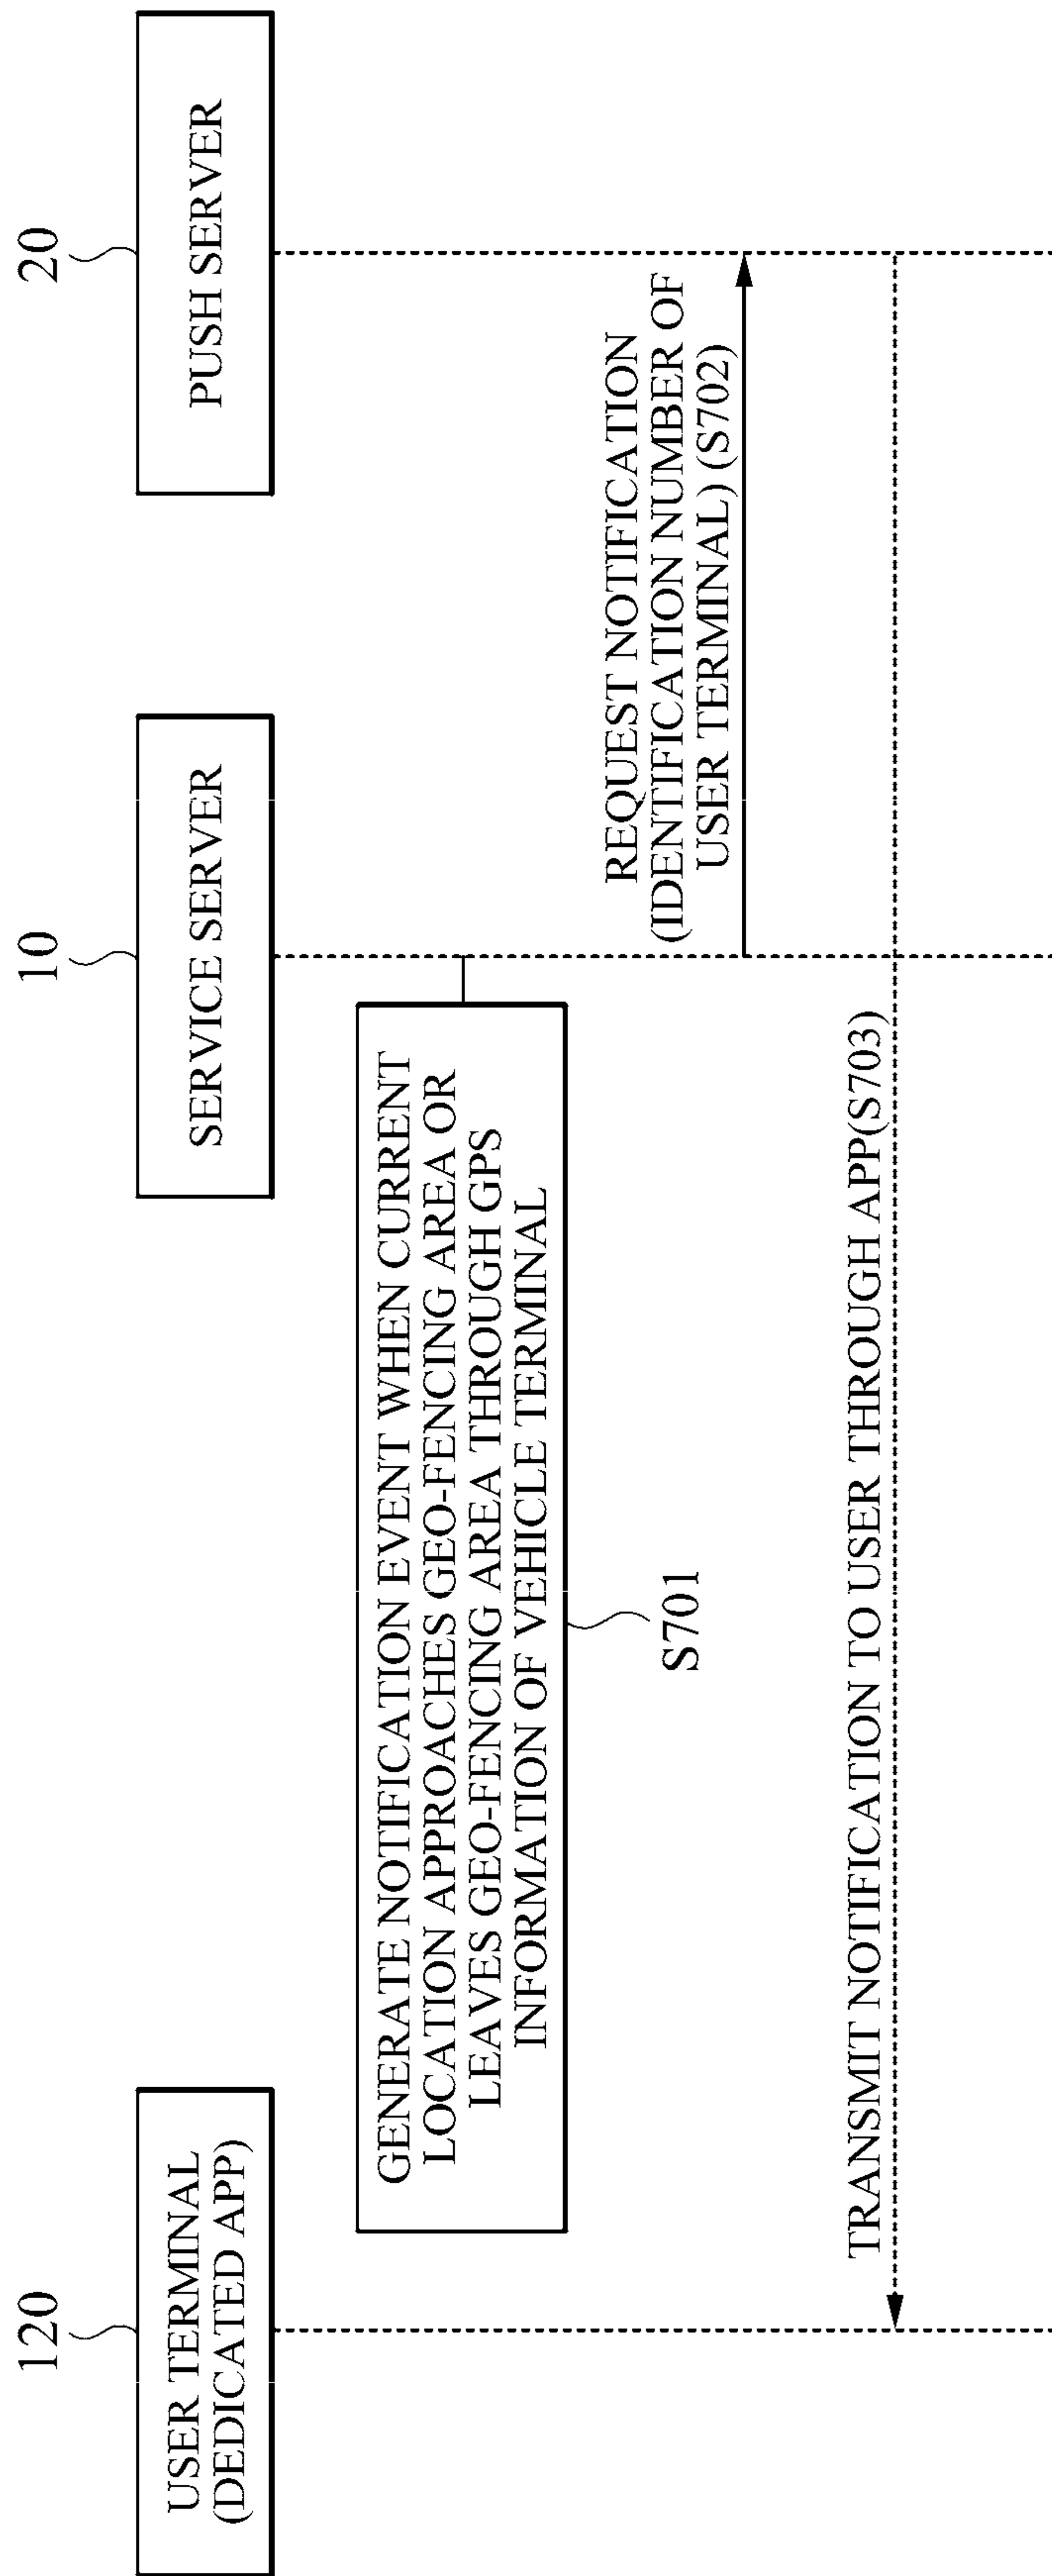 120
USER TERMINAL
(DEDICATED APP)
10
SERVICE SERVER
20
PUSH SERVER
GENERATE NOTIFICATION EVENT WHEN CURRENT
LOCATION APPROACHES GEO-FENCING AREA OR
LEAVES GEO-FENCING AREA THROUGH GPS
INFORMATION OF VEHICLE TERMINAL
S701
REQUEST NOTIFICATION
(IDENTIFICATION NUMBER OF
USER TERMINAL) (S702)
TRANSMIT NOTIFICATION TO USER THROUGH APP(S703)